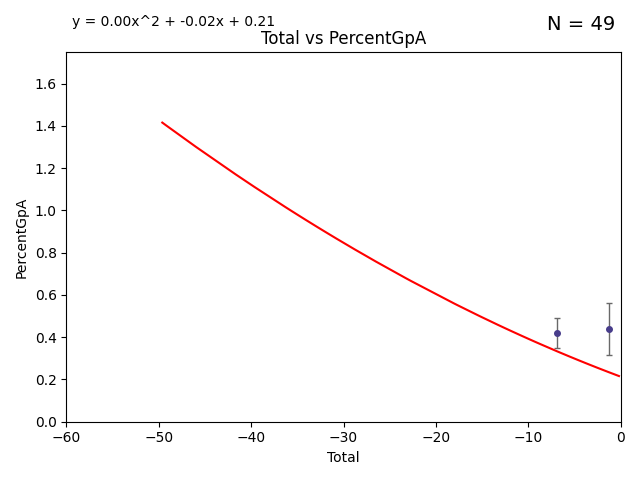 y = 0.00x^2 + -0.02x + 0.21
N = 49
Total vs PercentGpA
PercentGpA
1.6
1.4
1.2
1.0
0.8
0.6
0.4
0.2
0.0
−60 −50 −40 −30 −20 −10 0
Total